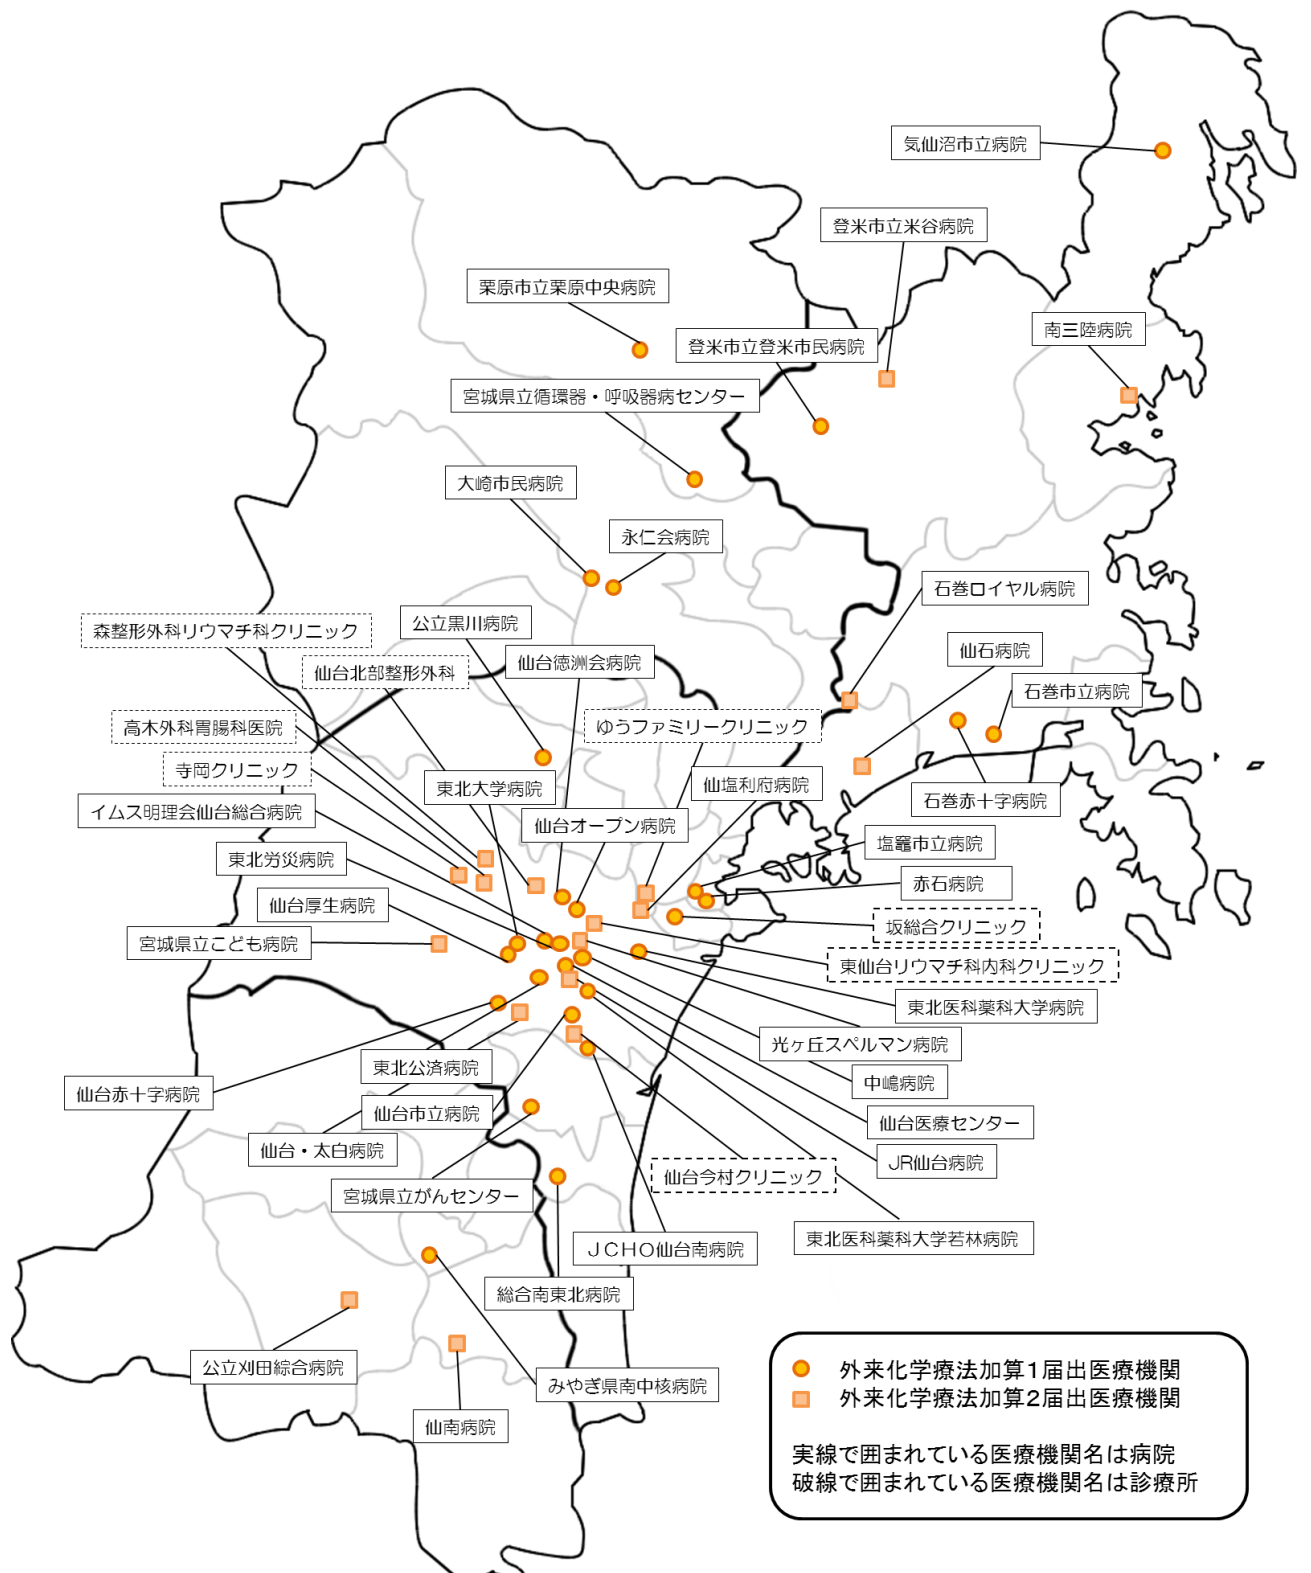 気仙沼市立病院
登米市立米谷病院
栗原市立栗原中央病院
南三陸病院
登米市立登米市民病院
宮城県立循環器・呼吸器病センター
大崎市民病院
永仁会病院
石巻ロイヤル病院
公立黒川病院
森整形外科リウマチ科クリニック
仙石病院
仙台徳洲会病院
仙台北部整形外科
石巻市立病院
高木外科胃腸科医院
ゆうファミリークリニック
寺岡クリニック
東北大学病院
仙塩利府病院
石巻赤十字病院
イムス明理会仙台総合病院
仙台オープン病院
塩竈市立病院
東北労災病院
赤石病院
仙台厚生病院
坂総合クリニック
宮城県立こども病院
東仙台リウマチ科内科クリニック
東北医科薬科大学病院
光ヶ丘スペルマン病院
東北公済病院
中嶋病院
仙台赤十字病院
仙台市立病院
仙台医療センター
仙台・太白病院
JR仙台病院
仙台今村クリニック
宮城県立がんセンター
東北医科薬科大学若林病院
JCHO仙台南病院
総合南東北病院
公立刈田綜合病院
みやぎ県南中核病院
仙南病院
外来化学療法加算1届出医療機関
外来化学療法加算2届出医療機関
実線で囲まれている医療機関名は病院
破線で囲まれている医療機関名は診療所